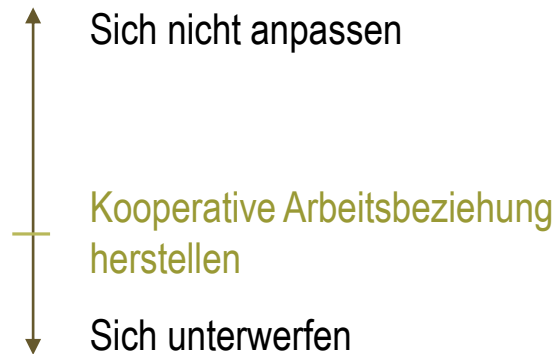 Sich nicht anpassen
Kooperative Arbeitsbeziehung
herstellen
Sich unterwerfen